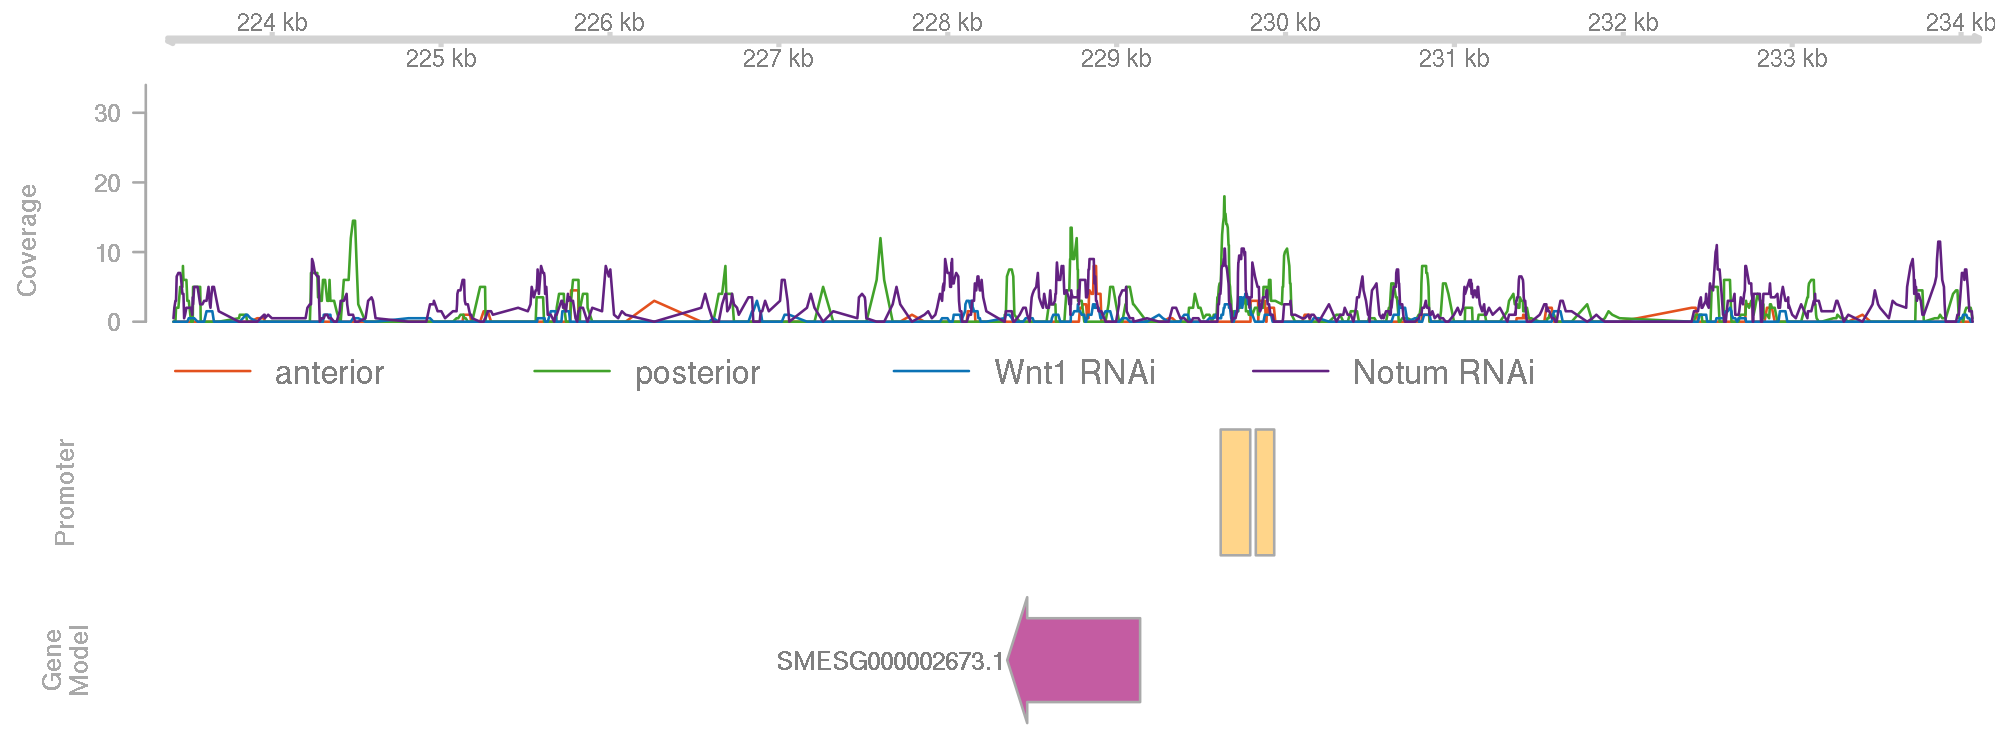 224 kb 226 kb 228 kb 230 kb 232 kb 234 kb
225 kb 227 kb 229 kb 231 kb 233 kb
30
20
10
0
Coverage
anterior posterior Wnt1 RNAi Notum RNAi
Promoter
Gene
Model
SMESG000002673.1